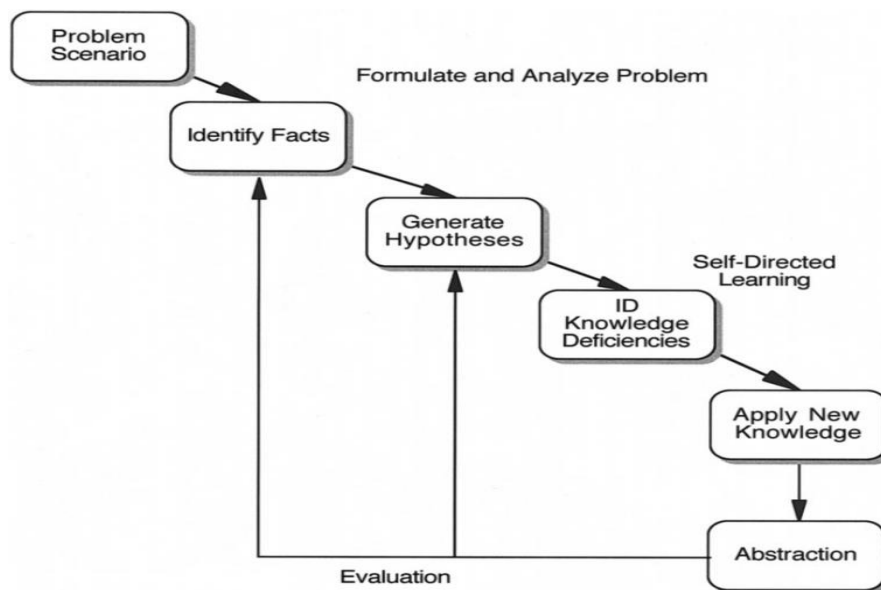 Problem
Scenario
Formulate and Analyze Problem
Identify Facts
Generate
Hypotheses
Self-Directed
Learning
ID
Knowledge
Deficiencies
Apply New
Knowledge
Abstraction
Evaluation